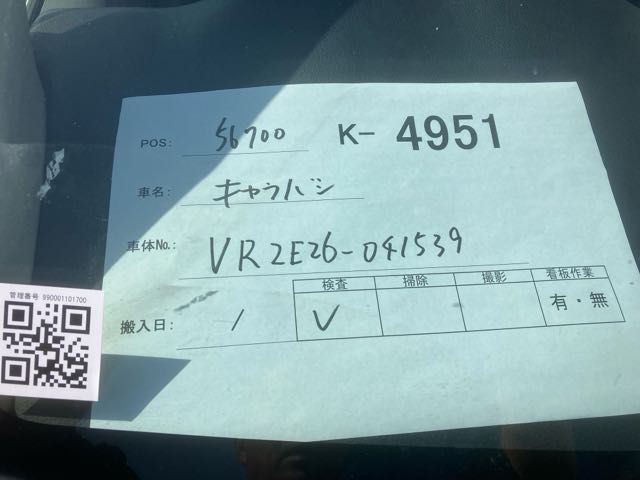 POS: 56700 K- 4951
車名: キャラバン
車体No.: VR2E26-041539
検査 掃除 撮影 看板作業
搬入日: / V 有・無
管理番号 990001101700